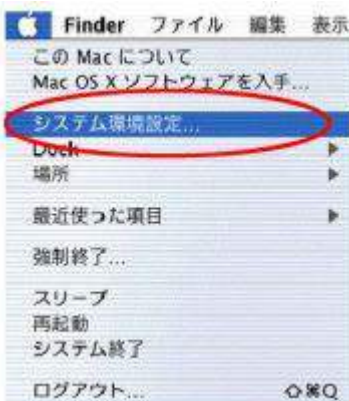 Finder ファイル 編集 表示
この Mac について
Mac OS X ソフトウェアを入手...
システム環境設定...
Dock
場所
最近使った項目
強制終了...
スリープ
再起動
システム終了
ログアウト... ⇧⌘Q